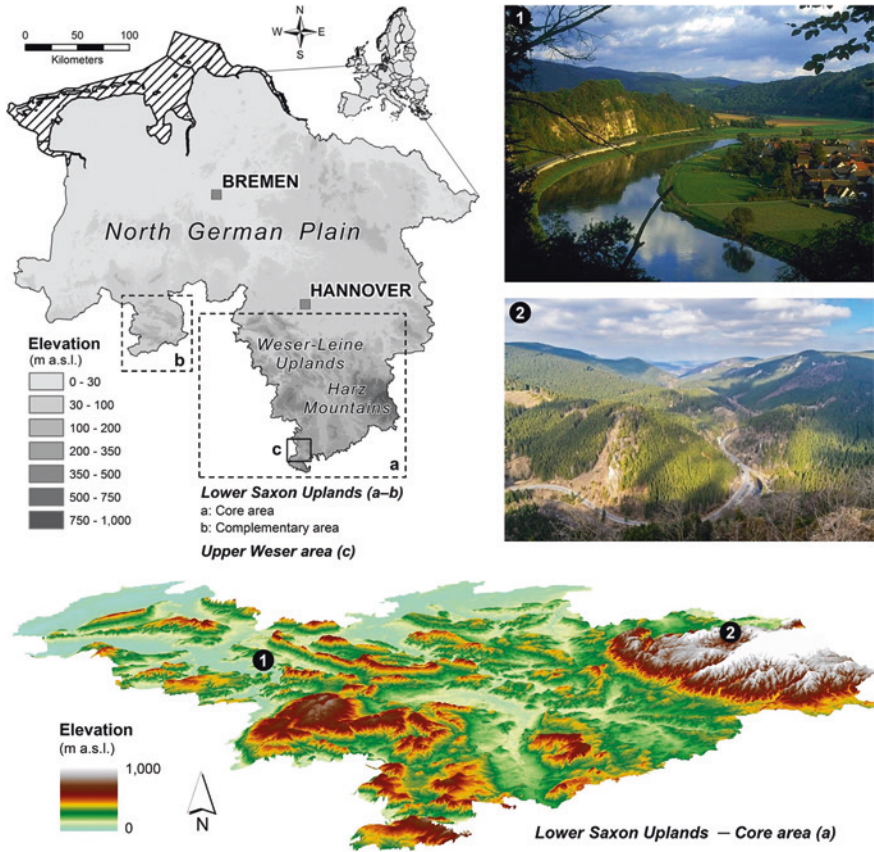 0 50 100
Kilometers
N
W E
S
BREMEN
North German Plain
HANNOVER
Weser-Leine
Uplands
Harz
Mountains
b
c
a
Elevation
(m a.s.l.)
0 - 30
30 - 100
100 - 200
200 - 350
350 - 500
500 - 750
750 - 1,000
Lower Saxon Uplands (a–b)
a: Core area
b: Complementary area
Upper Weser area (c)
1
2
1
2
Elevation
(m a.s.l.)
1,000
0
N
Lower Saxon Uplands — Core area (a)